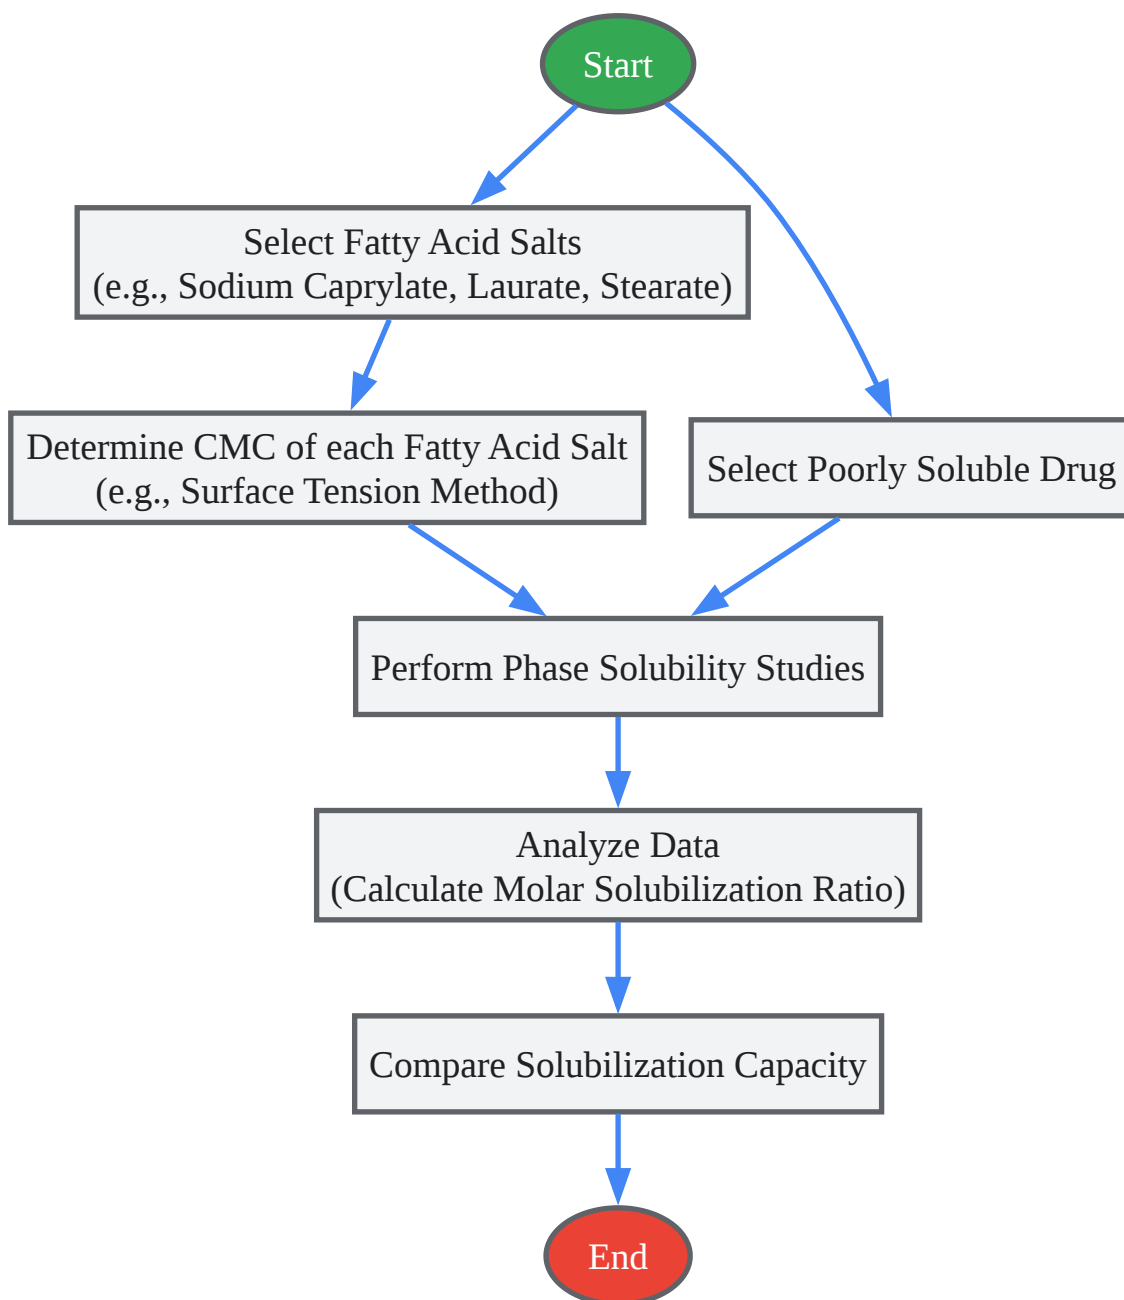 Start
Select Fatty Acid Salts
(e.g., Sodium Caprylate, Laurate, Stearate)
Determine CMC of each Fatty Acid Salt
(e.g., Surface Tension Method)
Select Poorly Soluble Drug
Perform Phase Solubility Studies
Analyze Data
(Calculate Molar Solubilization Ratio)
Compare Solubilization Capacity
End